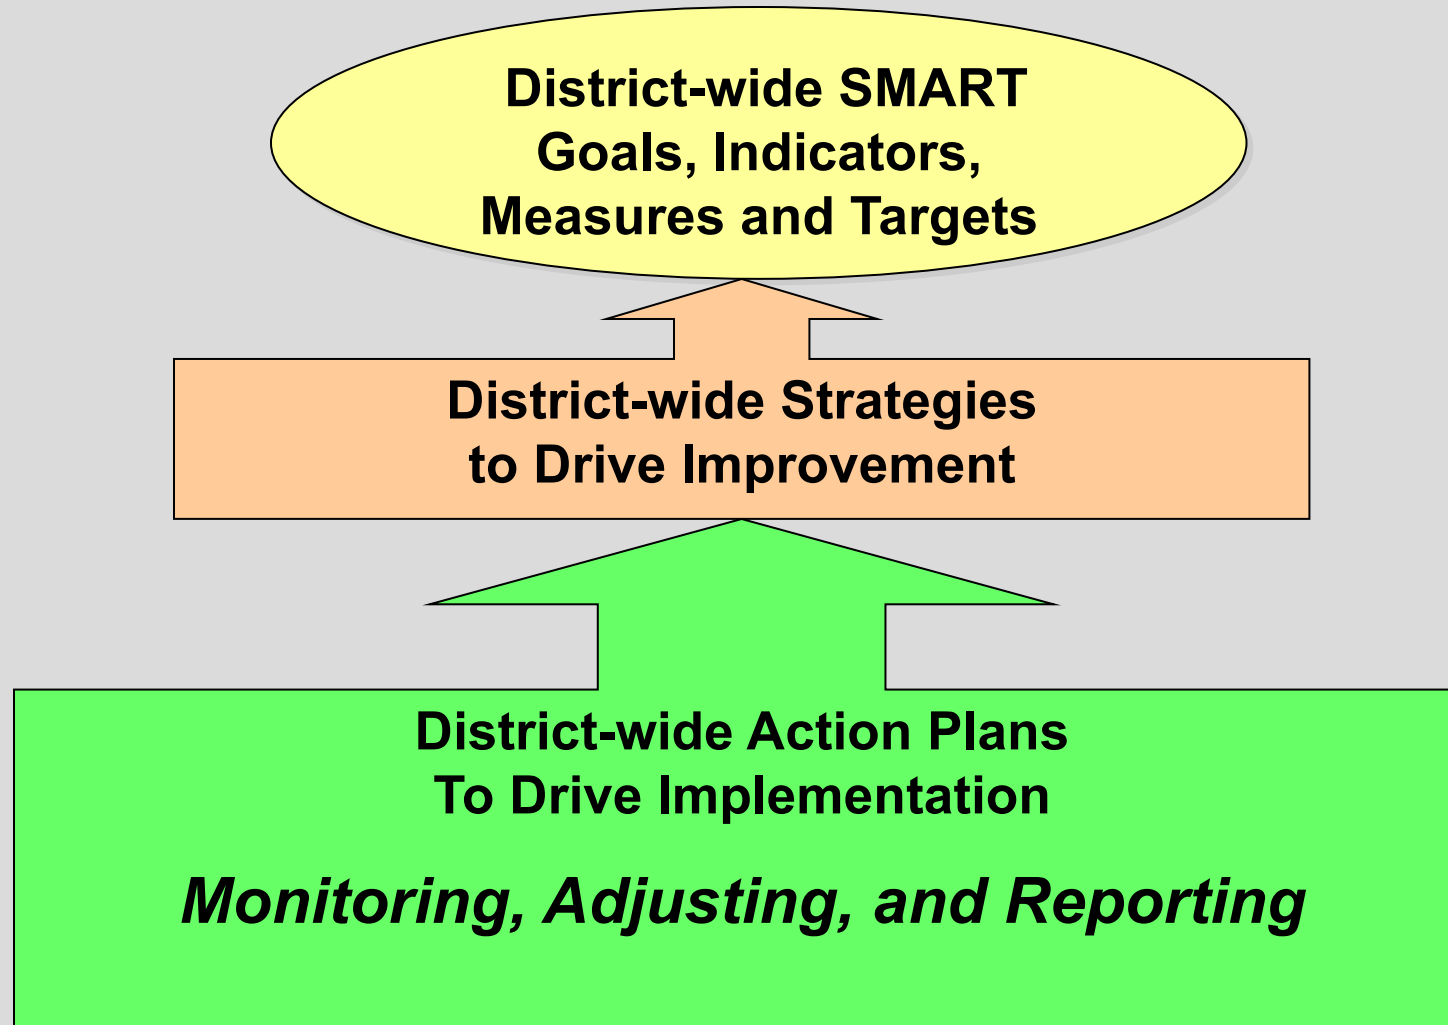 District-wide SMART
Goals, Indicators,
Measures and Targets
District-wide Strategies
to Drive Improvement
District-wide Action Plans
To Drive Implementation
Monitoring, Adjusting, and Reporting